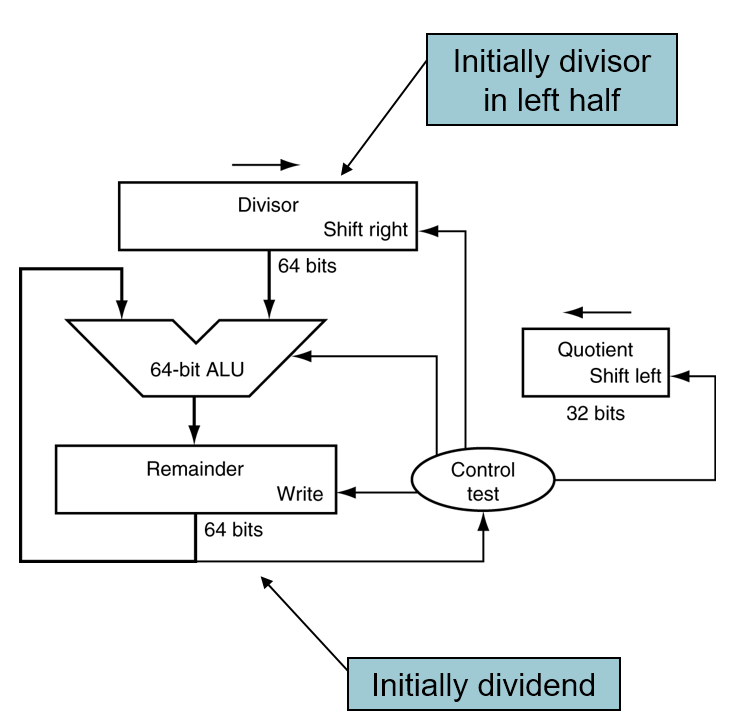 Initially divisor
in left half
Divisor
Shift right
64 bits
64-bit ALU
Quotient
Shift left
32 bits
Remainder
Write
Control
test
64 bits
Initially dividend